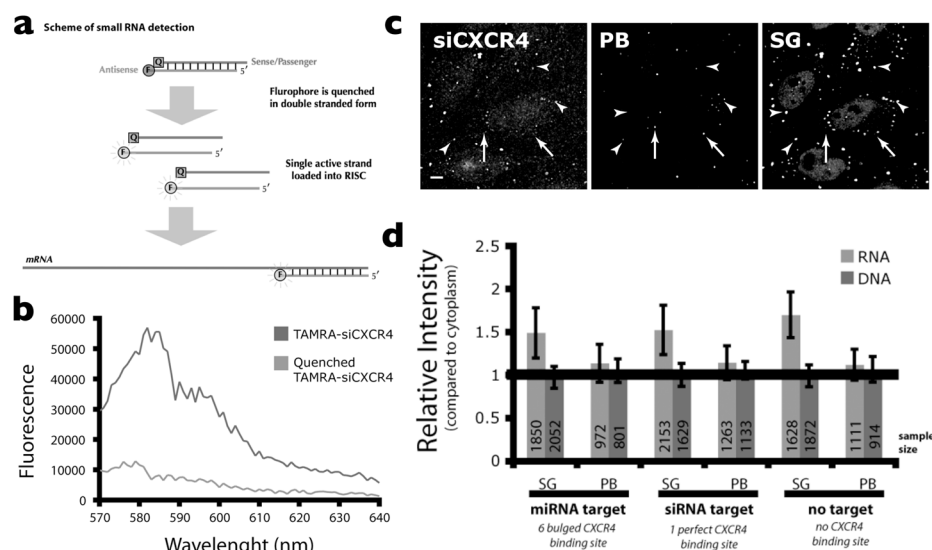 a
Scheme of small RNA detection
Q
Sense/Passenger
Antisense
F
5′
Flurophore is quenched
in double stranded form
Q
F
5′
Q
F
5′
Single active strand
loaded into RISC
mRNA
F
5′
b
60000
50000
40000
30000
20000
10000
0
570
580
590
600
610
620
630
640
Fluorescence
Wavelenght (nm)
TAMRA-siCXCR4
Quenched
TAMRA-siCXCR4
c
siCXCR4
PB
SG
d
2.5
2
1.5
1
0.5
0
Relative Intensity
(compared to cytoplasm)
RNA
DNA
1850
2052
972
801
2153
1629
1263
1133
1628
1872
1111
914
sample
size
SG
PB
SG
PB
SG
PB
miRNA target
6 bulged CXCR4
binding site
siRNA target
1 perfect CXCR4
binding site
no target
no CXCR4
binding site